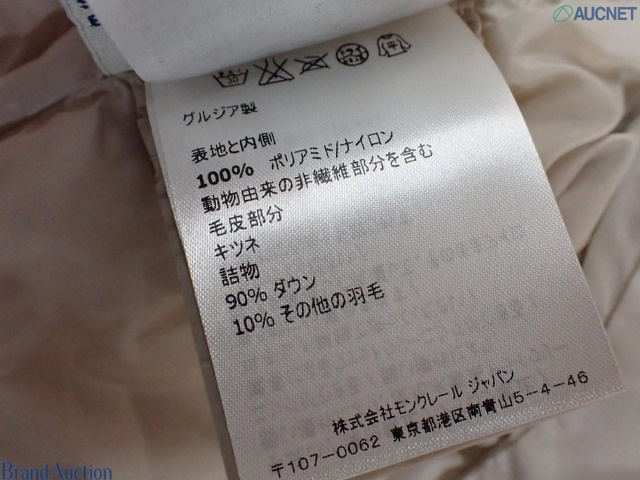 AUCNET
30
グルジア製
表地と内側
100% ポリアミド/ナイロン
動物由来の非繊維部分を含む
毛皮部分
キツネ
詰物
90% ダウン
10% その他の羽毛
株式会社モンクレール ジャパン
〒107-0062 東京都港区南青山5-4-46
Brand Auction